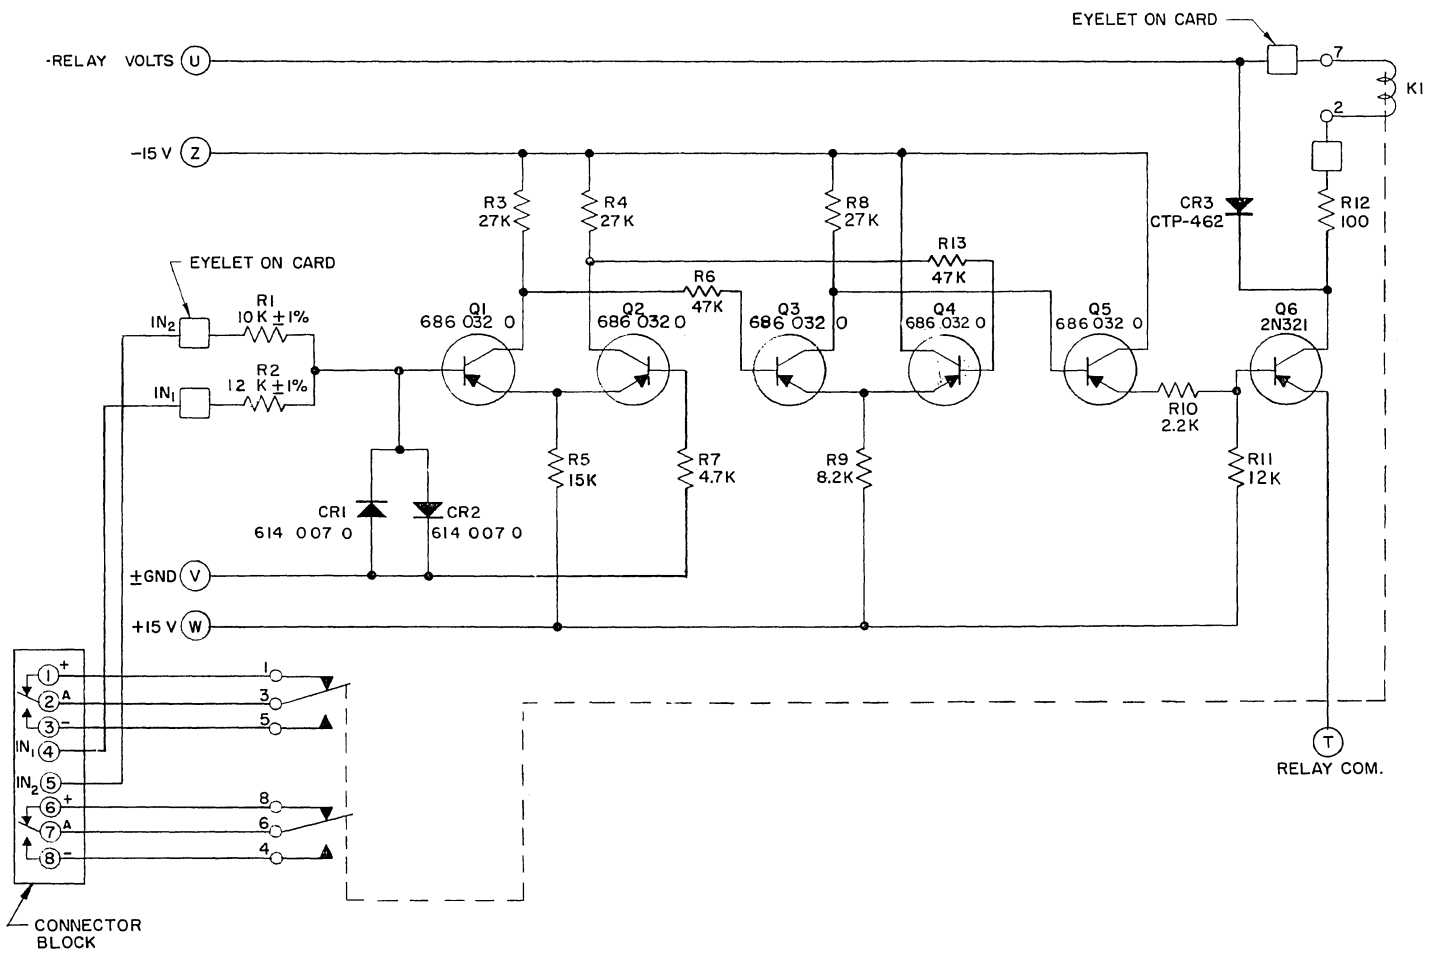 EYELET ON CARD
-RELAY VOLTS U
7
K1
2
-15 V Z
R3
27K
R4
27K
R8
27K
CR3
CTP-462
R12
100
EYELET ON CARD
R13
47K
R6
47K
IN2
R1
10K ±1%
Q1
686 032 0
Q2
686 032 0
Q3
686 032 0
Q4
686 032 0
Q5
686 032 0
Q6
2N321
R2
12 K ±1%
IN1
R10
2.2K
R5
15K
R7
4.7K
R9
8.2K
R11
12K
CR1
614 007 0
CR2
614 007 0
±GND V
+15 V W
1 +
2 A
3 -
IN1 4
IN2 5
6 +
7 A
8 -
1
3
5
8
6
4
T
RELAY COM.
CONNECTOR
BLOCK